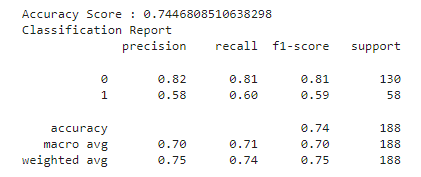 Accuracy Score : 0.7446808510638298
Classification Report
precision recall f1-score support
0 0.82 0.81 0.81 130
1 0.58 0.60 0.59 58
accuracy 0.74 188
macro avg 0.70 0.71 0.70 188
weighted avg 0.75 0.74 0.75 188